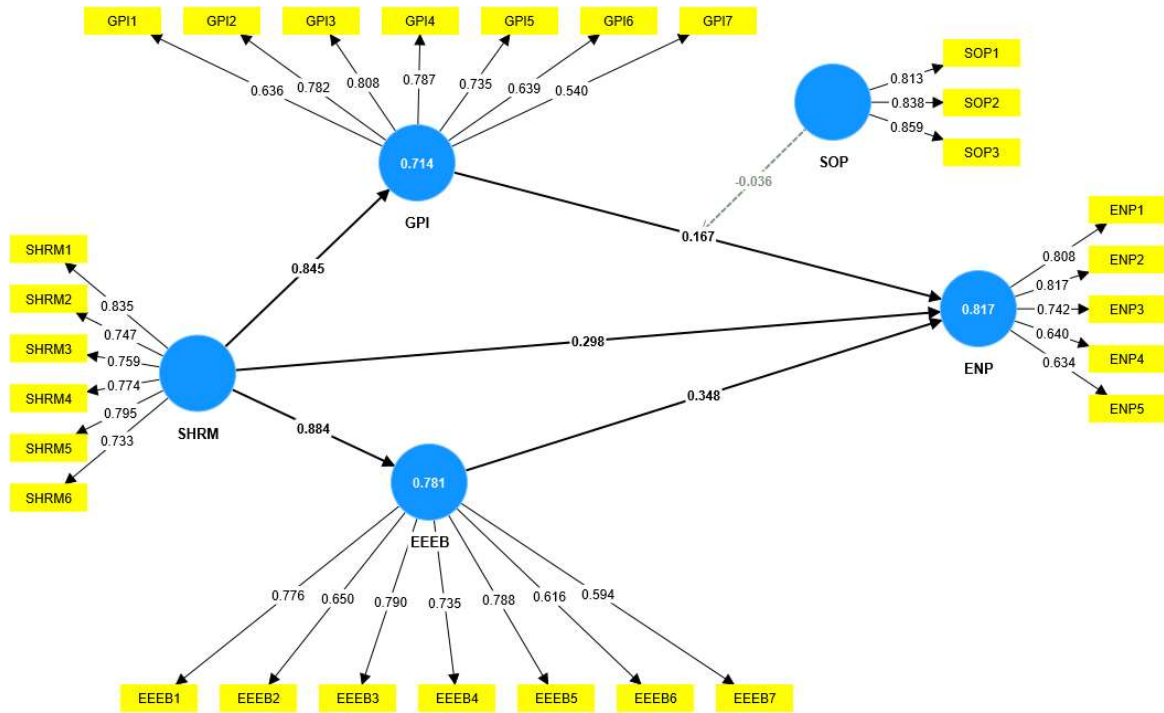 GPI1 GPI2 GPI3 GPI4 GPI5 GPI6 GPI7
0.636 0.782 0.808 0.787 0.735 0.639 0.540
0.714
GPI
SOP1
SOP2
SOP3
0.813
0.838
0.859
SOP
-0.036
0.167
0.845
SHRM1
SHRM2
SHRM3
SHRM4
SHRM5
SHRM6
0.835
0.747
0.759
0.774
0.795
0.733
SHRM
0.298
0.884
0.348
ENP1
ENP2
ENP3
ENP4
ENP5
0.808
0.817
0.742
0.640
0.634
0.817
ENP
0.781
EEEB
0.776 0.650 0.790 0.735 0.788 0.616 0.594
EEEB1 EEEB2 EEEB3 EEEB4 EEEB5 EEEB6 EEEB7